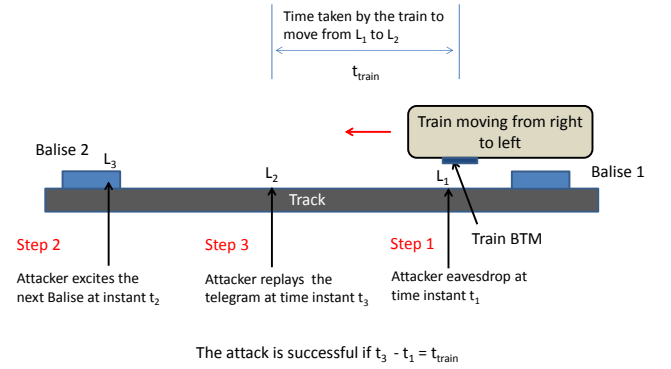 Time taken by the train to
move from L₁ to L₂
t_train
Train moving from right
to left
Balise 2
L₃
L₂
L₁
Balise 1
Track
Train BTM
Step 2
Attacker excites the
next Balise at instant t₂
Step 3
Attacker replays the
telegram at time instant t₃
Step 1
Attacker eavesdrop at
time instant t₁
The attack is successful if t₃ - t₁ = t_train